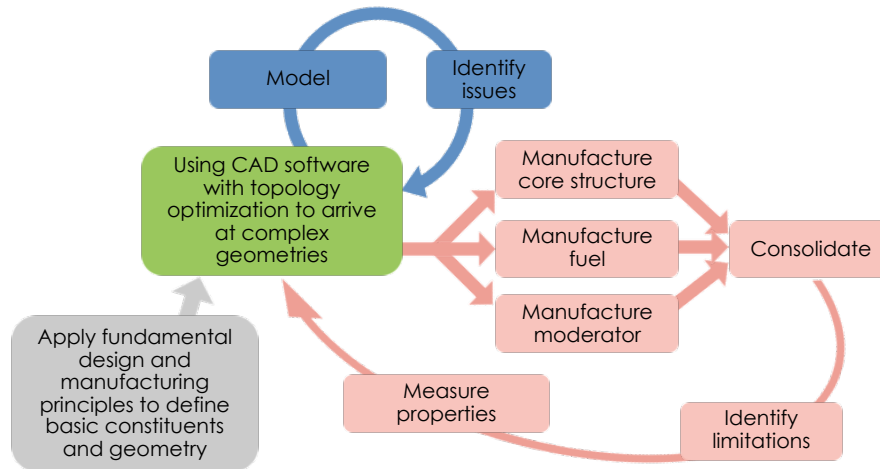 Model
Identify
issues
Using CAD software
with topology
optimization to arrive
at complex
geometries
Manufacture
core structure
Manufacture
fuel
Consolidate
Manufacture
moderator
Apply fundamental
design and
manufacturing
principles to define
basic constituents
and geometry
Measure
properties
Identify
limitations